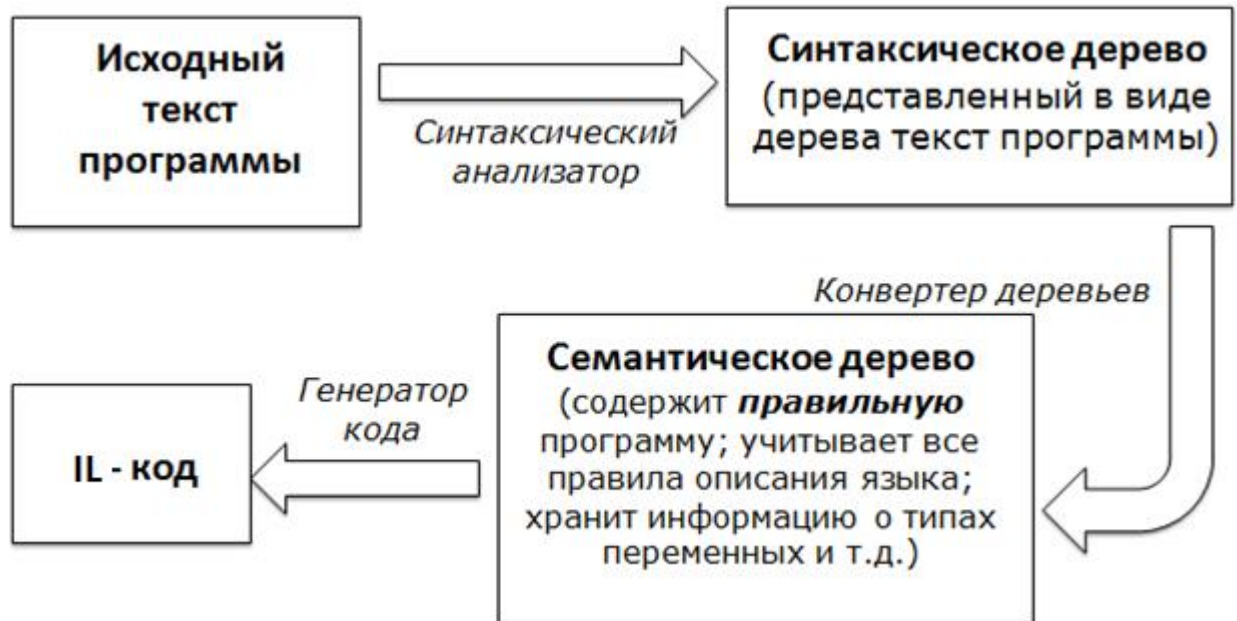 Исходный
текст
программы
Синтаксический
анализатор
Синтаксическое дерево
(представленный в виде
дерева текст программы)
Конвертер деревьев
Семантическое дерево
(содержит правильную
программу; учитывает все
правила описания языка;
хранит информацию о типах
переменных и т.д.)
Генератор
кода
IL - код